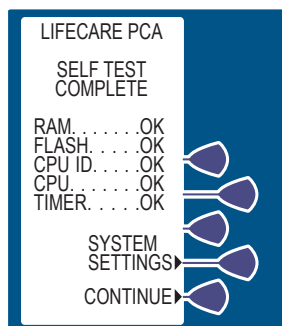 LIFECARE PCA
SELF TEST
COMPLETE
RAM. . . . . .OK
FLASH. . . . .OK
CPU ID. . . . .OK
CPU. . . . . . .OK
TIMER. . . . .OK
SYSTEM
SETTINGS
CONTINUE